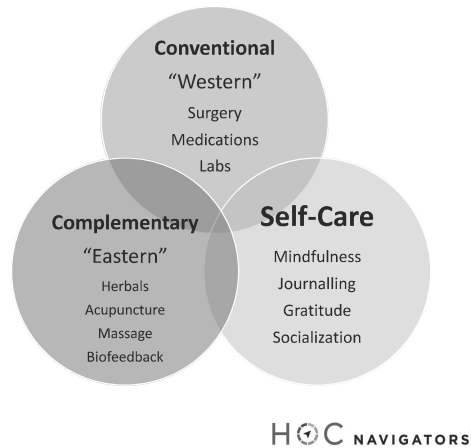 Conventional
“Western”
Surgery
Medications
Labs
Complementary
“Eastern”
Herbals
Acupuncture
Massage
Biofeedback
Self-Care
Mindfulness
Journalling
Gratitude
Socialization
HOC NAVIGATORS